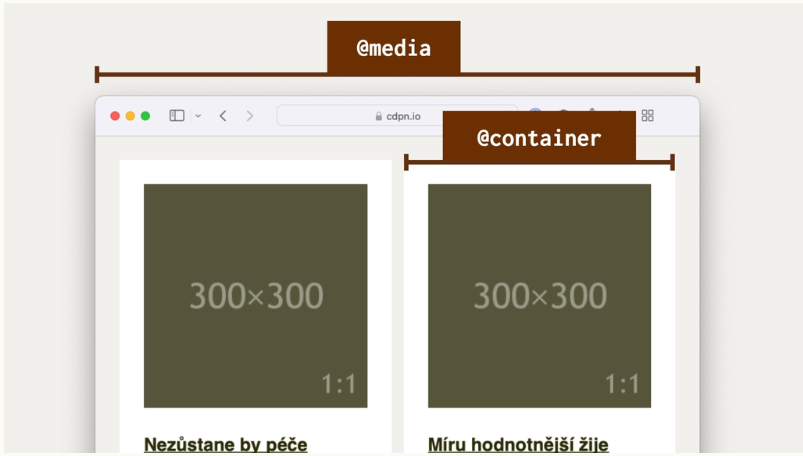 @media
cdpn.io
@container
300×300
1:1
300×300
1:1
Nezůstane by péče
Míru hodnotnější žije